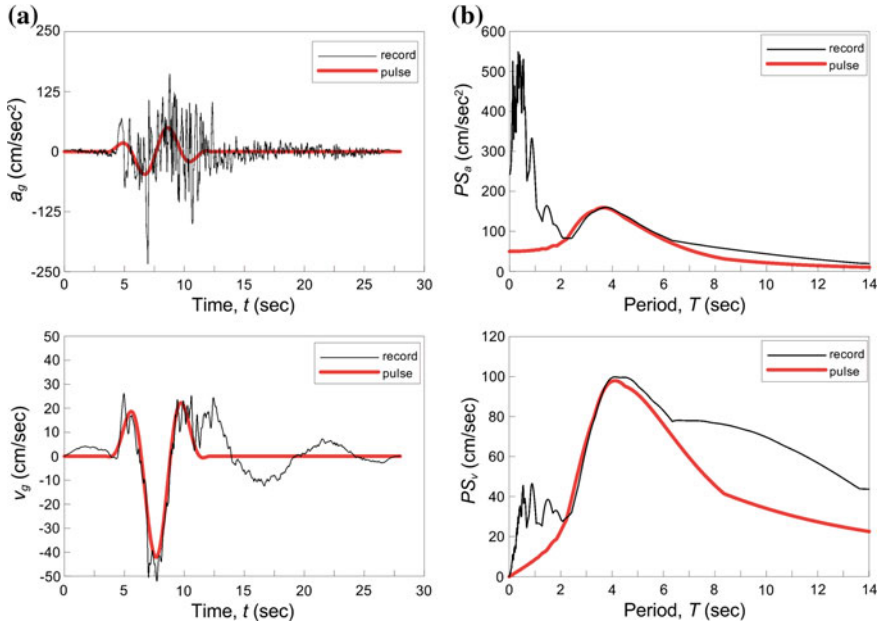 (a)
250
125
0
-125
-250
a_g (cm/sec²)
record
pulse
0 5 10 15 20 25 30
Time, t (sec)
(b)
600
500
400
300
200
100
0
PS_a (cm/sec²)
record
pulse
0 2 4 6 8 10 12 14
Period, T (sec)
50
40
30
20
10
0
-10
-20
-30
-40
-50
v_g (cm/sec)
record
pulse
0 5 10 15 20 25 30
Time, t (sec)
120
100
80
60
40
20
0
PS_v (cm/sec)
record
pulse
0 2 4 6 8 10 12 14
Period, T (sec)